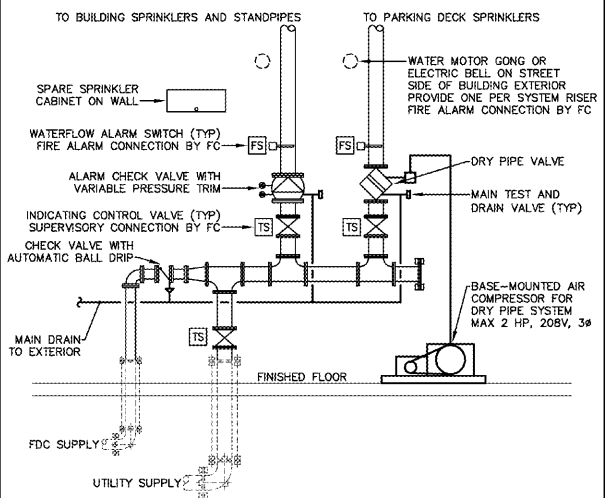 TO BUILDING SPRINKLERS AND STANDPIPES
TO PARKING DECK SPRINKLERS
WATER MOTOR GONG OR
ELECTRIC BELL ON STREET
SIDE OF BUILDING EXTERIOR
PROVIDE ONE PER SYSTEM RISER
FIRE ALARM CONNECTION BY FC
SPARE SPRINKLER
CABINET ON WALL
WATERFLOW ALARM SWITCH (TYP)
FIRE ALARM CONNECTION BY FC
FS
FS
DRY PIPE VALVE
ALARM CHECK VALVE WITH
VARIABLE PRESSURE TRIM
MAIN TEST AND
DRAIN VALVE (TYP)
INDICATING CONTROL VALVE (TYP)
SUPERVISORY CONNECTION BY FC
TS
TS
CHECK VALVE WITH
AUTOMATIC BALL DRIP
BASE-MOUNTED AIR
COMPRESSOR FOR
DRY PIPE SYSTEM
MAX 2 HP, 208V, 3ø
MAIN DRAIN
TO EXTERIOR
TS
FINISHED FLOOR
FDC SUPPLY
UTILITY SUPPLY